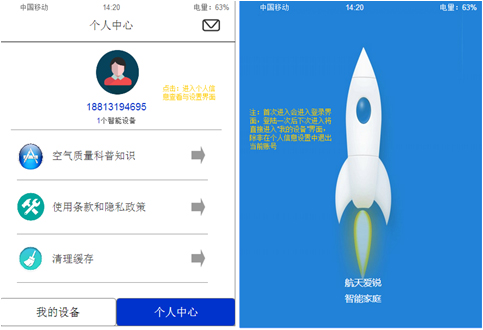 中国移动 14:20 电量：63%
个人中心
点击：进入个人信
息查看与设置界面
18813194695
1个智能设备
空气质量科普知识
使用条款和隐私政策
清理缓存
我的设备 个人中心
中国移动 14:20 电量：63%
注：首次进入会进入登录界
面，登陆一次后下次进入将
直接进入“我的设备”界面，
除非在个人信息设置中退出
当前账号
航天爱锐
智能家庭